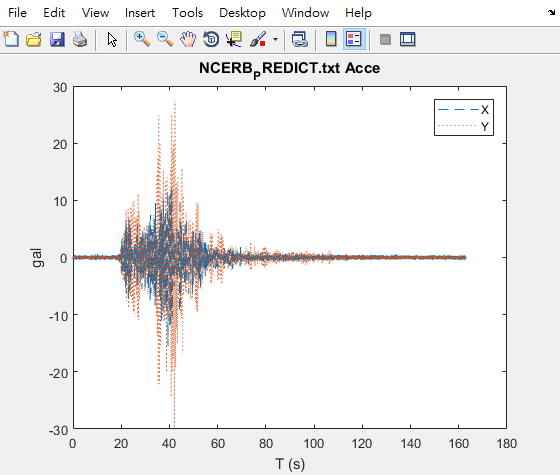 File Edit View Insert Tools Desktop Window Help
NCERB_PREDICT.txt Acce
X
Y
30
20
10
0
-10
-20
-30
gal
0 20 40 60 80 100 120 140 160 180
T (s)